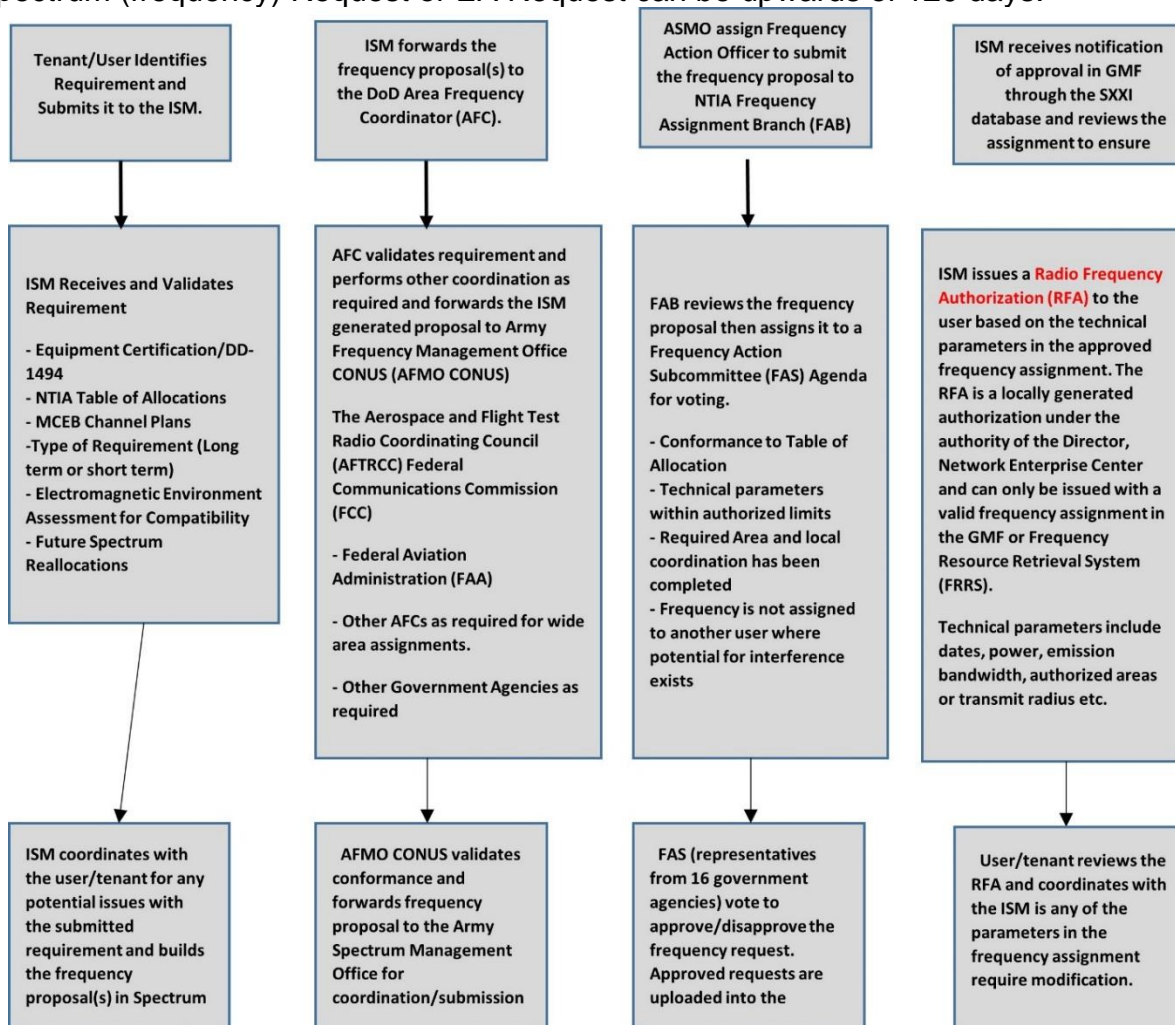 pectrum (frequency) Request or EA Request can be upwards of 120 days.
Tenant/User Identifies
Requirement and
Submits it to the ISM.
ISM Receives and Validates
Requirement
- Equipment Certification/DD-
1494
- NTIA Table of Allocations
- MCEB Channel Plans
-Type of Requirement (Long
term or short term)
- Electromagnetic Environment
Assessment for Compatibility
- Future Spectrum
Reallocations
ISM coordinates with
the user/tenant for any
potential issues with
the submitted
requirement and builds
the frequency
proposal(s) in Spectrum
ISM forwards the
frequency proposal(s) to
the DoD Area Frequency
Coordinator (AFC).
AFC validates requirement and
performs other coordination as
required and forwards the ISM
generated proposal to Army
Frequency Management Office
CONUS (AFMO CONUS)
The Aerospace and Flight Test
Radio Coordinating Council
(AFTRCC) Federal
Communications Commission
(FCC)
- Federal Aviation
Administration (FAA)
- Other AFCs as required for wide
area assignments.
- Other Government Agencies as
required
AFMO CONUS validates
conformance and
forwards frequency
proposal to the Army
Spectrum Management
Office for
coordination/submission
ASMO assign Frequency
Action Officer to submit
the frequency proposal to
NTIA Frequency
Assignment Branch (FAB)
FAB reviews the frequency
proposal then assigns it to a
Frequency Action
Subcommittee (FAS) Agenda
for voting.
- Conformance to Table of
Allocation
- Technical parameters
within authorized limits
- Required Area and local
coordination has been
completed
- Frequency is not assigned
to another user where
potential for interference
exists
FAS (representatives
from 16 government
agencies) vote to
approve/disapprove the
frequency request.
Approved requests are
uploaded into the
ISM receives notification
of approval in GMF
through the SXXI
database and reviews the
assignment to ensure
ISM issues a Radio Frequency
Authorization (RFA) to the
user based on the technical
parameters in the approved
frequency assignment. The
RFA is a locally generated
authorization under the
authority of the Director,
Network Enterprise Center
and can only be issued with a
valid frequency assignment in
the GMF or Frequency
Resource Retrieval System
(FRRS).
Technical parameters include
dates, power, emission
bandwidth, authorized areas
or transmit radius etc.
User/tenant reviews the
RFA and coordinates with
the ISM is any of the
parameters in the
frequency assignment
require modification.